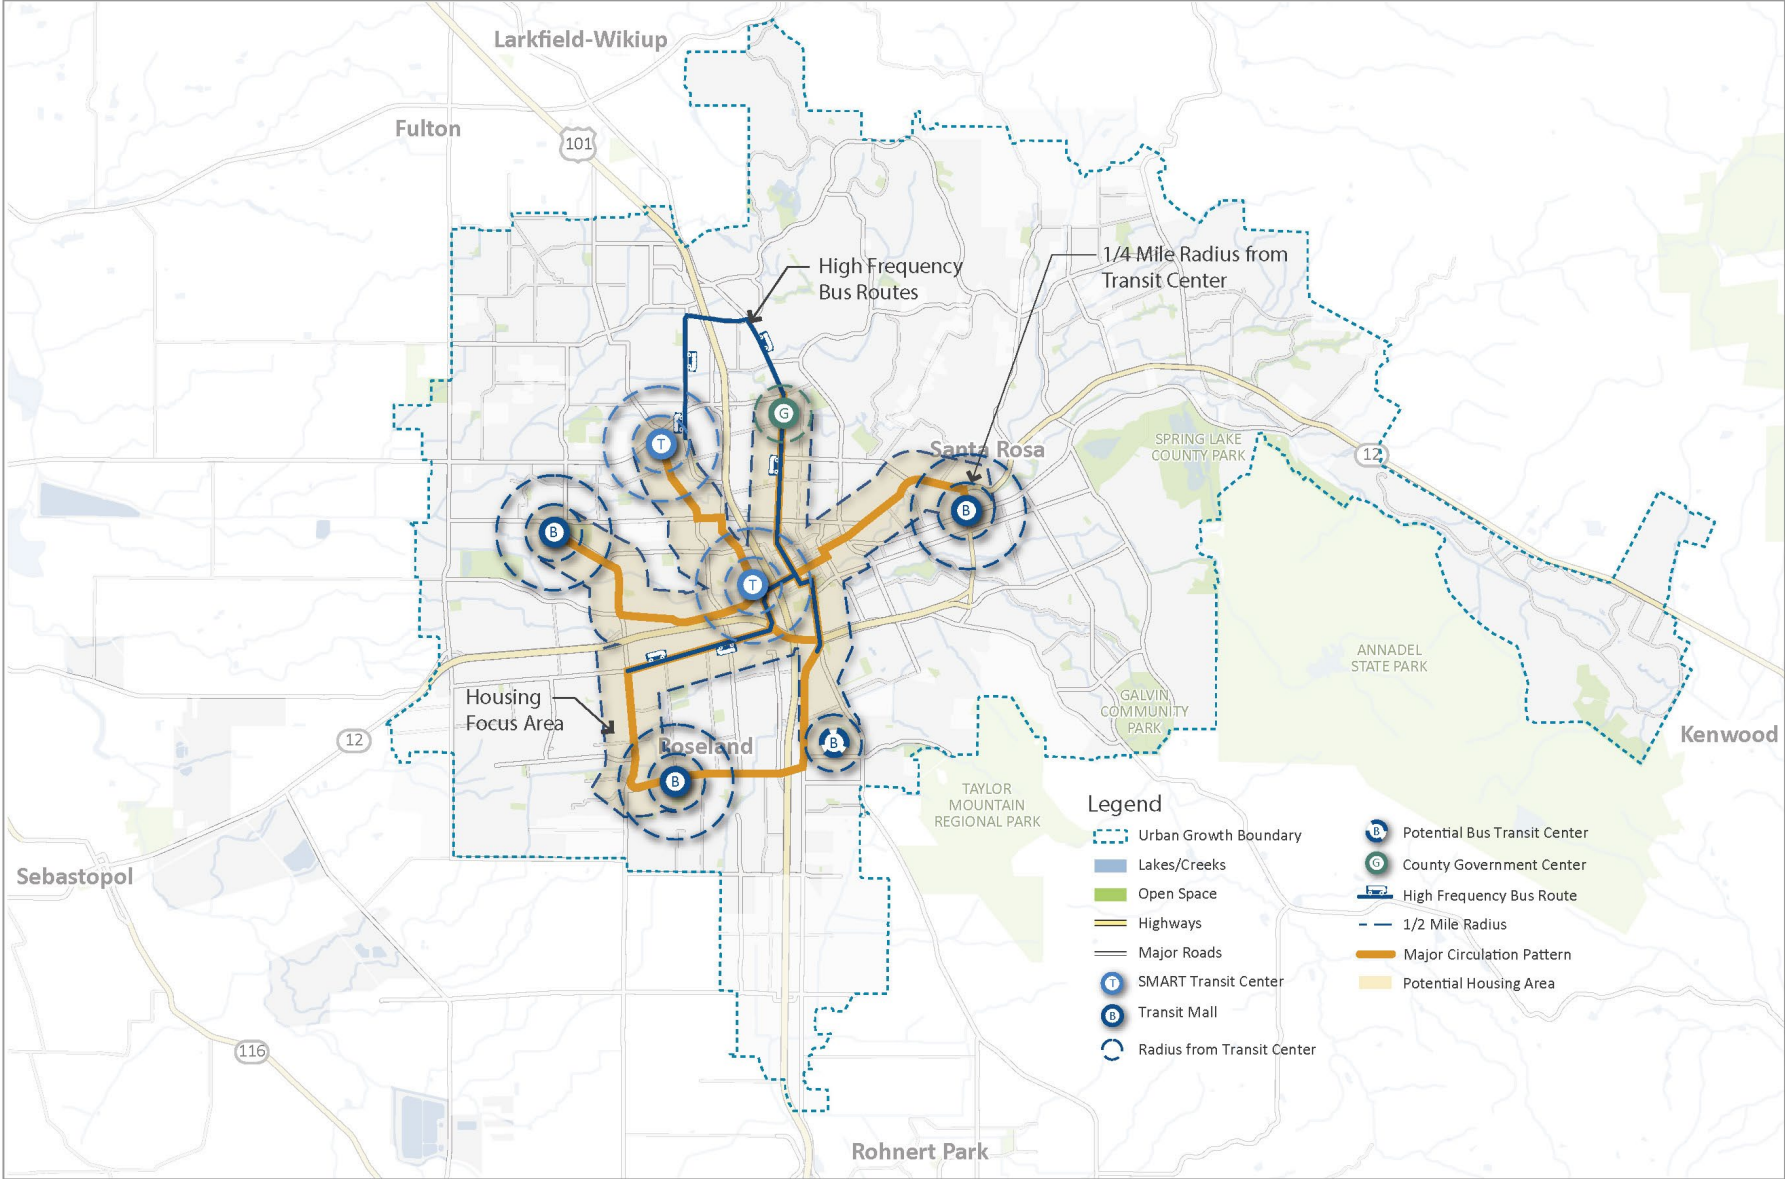 Larkfield-Wikiup
Fulton
101
High Frequency
Bus Routes
1/4 Mile Radius from
Transit Center
G
T
Santa Rosa
SPRING LAKE
COUNTY PARK
12
B
B
T
ANNADEL
STATE PARK
Housing
Focus Area
GALVIN
COMMUNITY
PARK
Kenwood
12
Roseland
B
B
TAYLOR
MOUNTAIN
REGIONAL PARK
Sebastopol
116
Rohnert Park
Legend
Urban Growth Boundary
Lakes/Creeks
Open Space
Highways
Major Roads
T SMART Transit Center
B Transit Mall
Radius from Transit Center
B Potential Bus Transit Center
G County Government Center
High Frequency Bus Route
1/2 Mile Radius
Major Circulation Pattern
Potential Housing Area